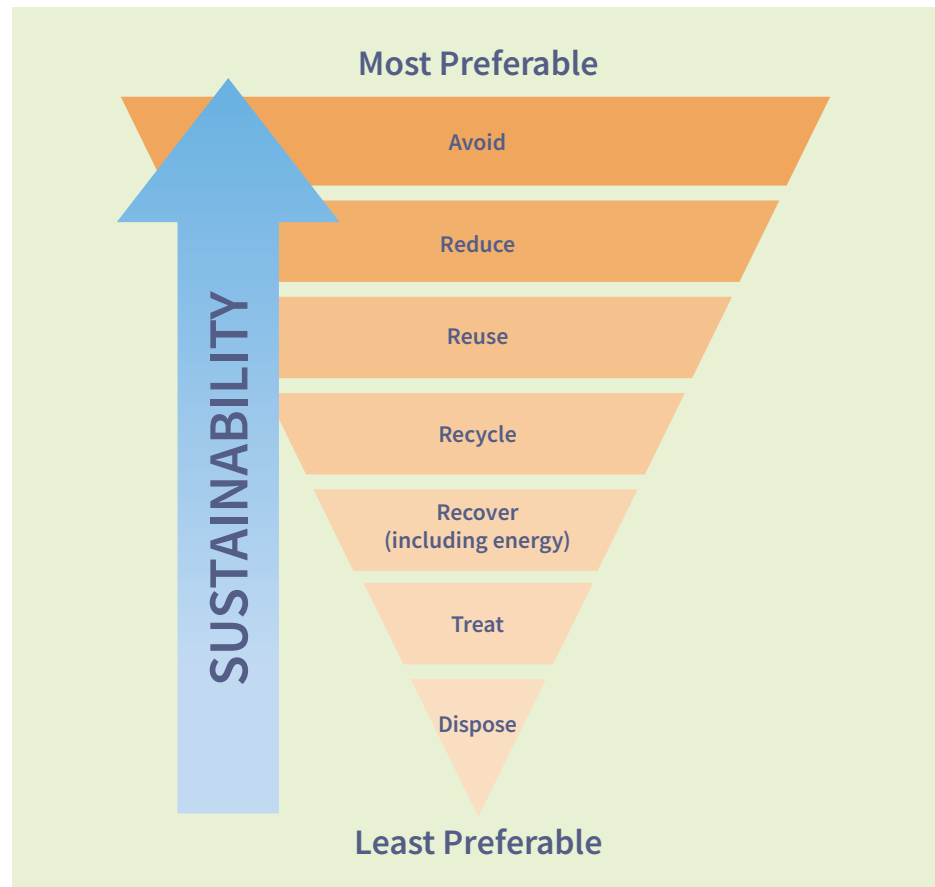 Most Preferable
Avoid
Reduce
Reuse
Recycle
Recover
(including energy)
Treat
Dispose
Least Preferable
SUSTAINABILITY